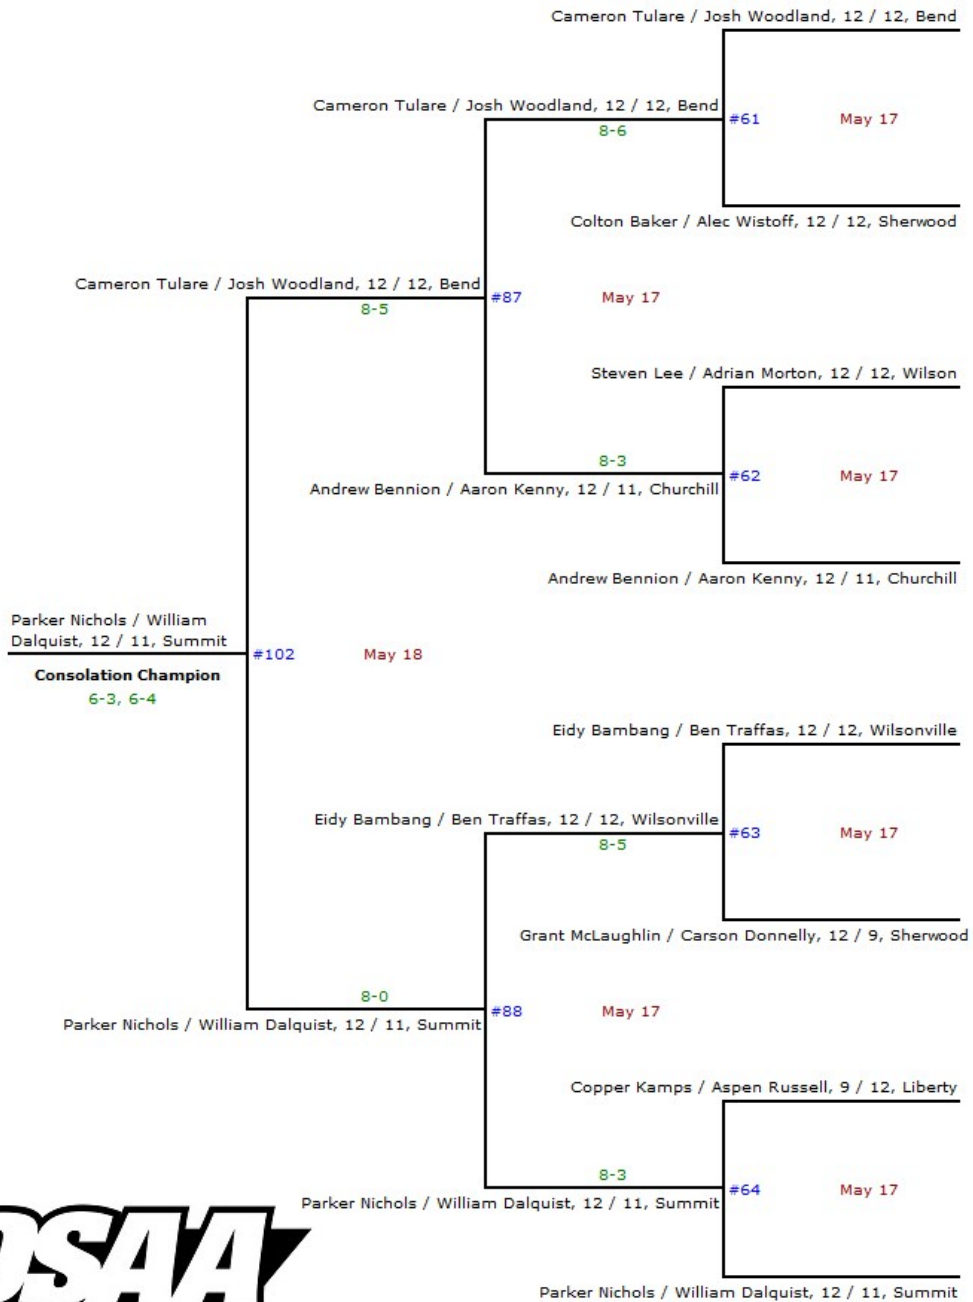 Cameron Tulare / Josh Woodland, 12 / 12, Bend
Cameron Tulare / Josh Woodland, 12 / 12, Bend
#61 May 17
8-6
Colton Baker / Alec Wistoff, 12 / 12, Sherwood
Cameron Tulare / Josh Woodland, 12 / 12, Bend
#87 May 17
8-5
Steven Lee / Adrian Morton, 12 / 12, Wilson
8-3
#62 May 17
Andrew Bennion / Aaron Kenny, 12 / 11, Churchill
Andrew Bennion / Aaron Kenny, 12 / 11, Churchill
Parker Nichols / William
Dalquist, 12 / 11, Summit
#102 May 18
Consolation Champion
6-3, 6-4
Eidy Bambang / Ben Traffas, 12 / 12, Wilsonville
Eidy Bambang / Ben Traffas, 12 / 12, Wilsonville
#63 May 17
8-5
Grant McLaughlin / Carson Donnelly, 12 / 9, Sherwood
8-0
#88 May 17
Parker Nichols / William Dalquist, 12 / 11, Summit
Copper Kamps / Aspen Russell, 9 / 12, Liberty
8-3
#64 May 17
Parker Nichols / William Dalquist, 12 / 11, Summit
OSAA
Parker Nichols / William Dalquist, 12 / 11, Summit